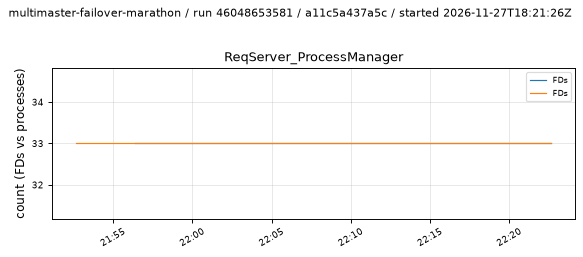 multimaster-failover-marathon / run 46048653581 / a11c5a437a5c / started 2026-11-27T18:21:26Z
ReqServer_ProcessManager
count (FDs vs processes)
34
33
32
FDs
FDs
21:55
22:00
22:05
22:10
22:15
22:20